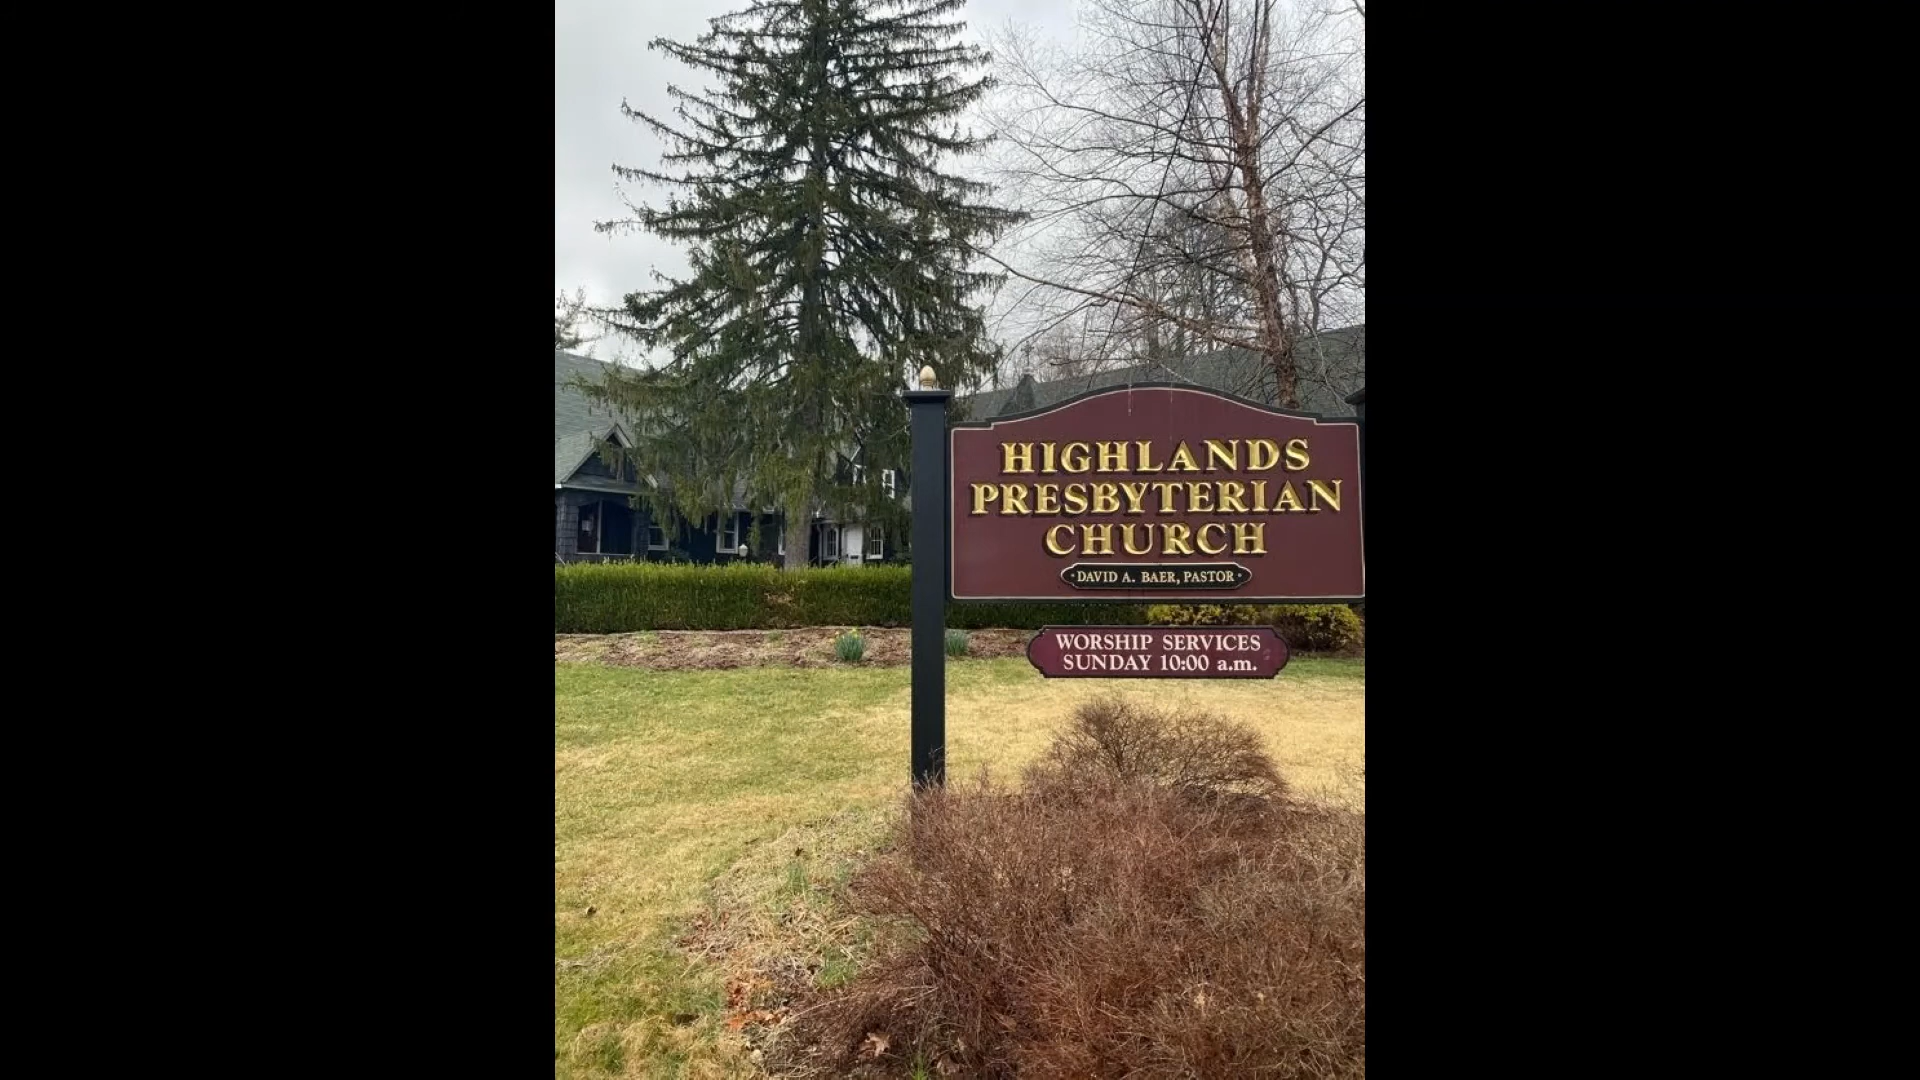 HIGHLANDS
PRESBYTERIAN
CHURCH
·DAVID A. BAER, PASTOR·
WORSHIP SERVICES
SUNDAY 10:00 a.m.